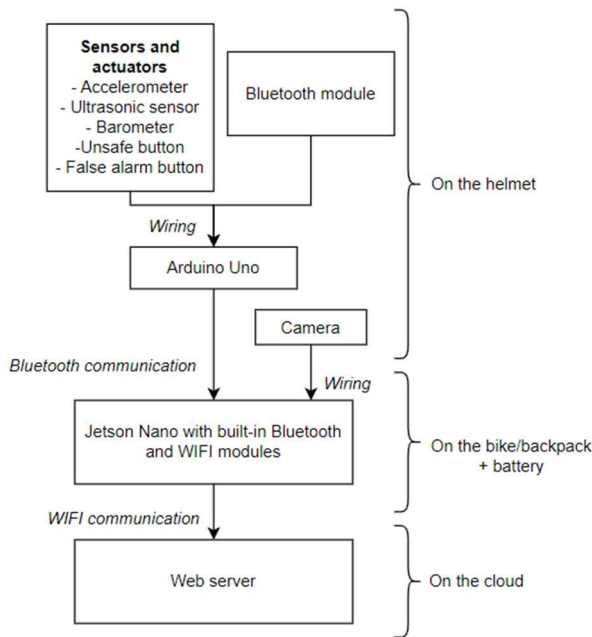 Sensors and
actuators
- Accelerometer
- Ultrasonic sensor
- Barometer
-Unsafe button
- False alarm button
Bluetooth module
On the helmet
Wiring
Arduino Uno
Camera
Bluetooth communication
Wiring
Jetson Nano with built-in Bluetooth
and WIFI modules
On the bike/backpack
+ battery
WIFI communication
Web server
On the cloud